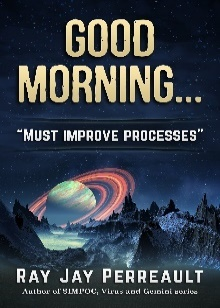 GOOD
MORNING...
“MUST IMPROVE PROCESSES”
RAY JAY PERREAULT
Author of SIMPOC, Virus and Gemini series